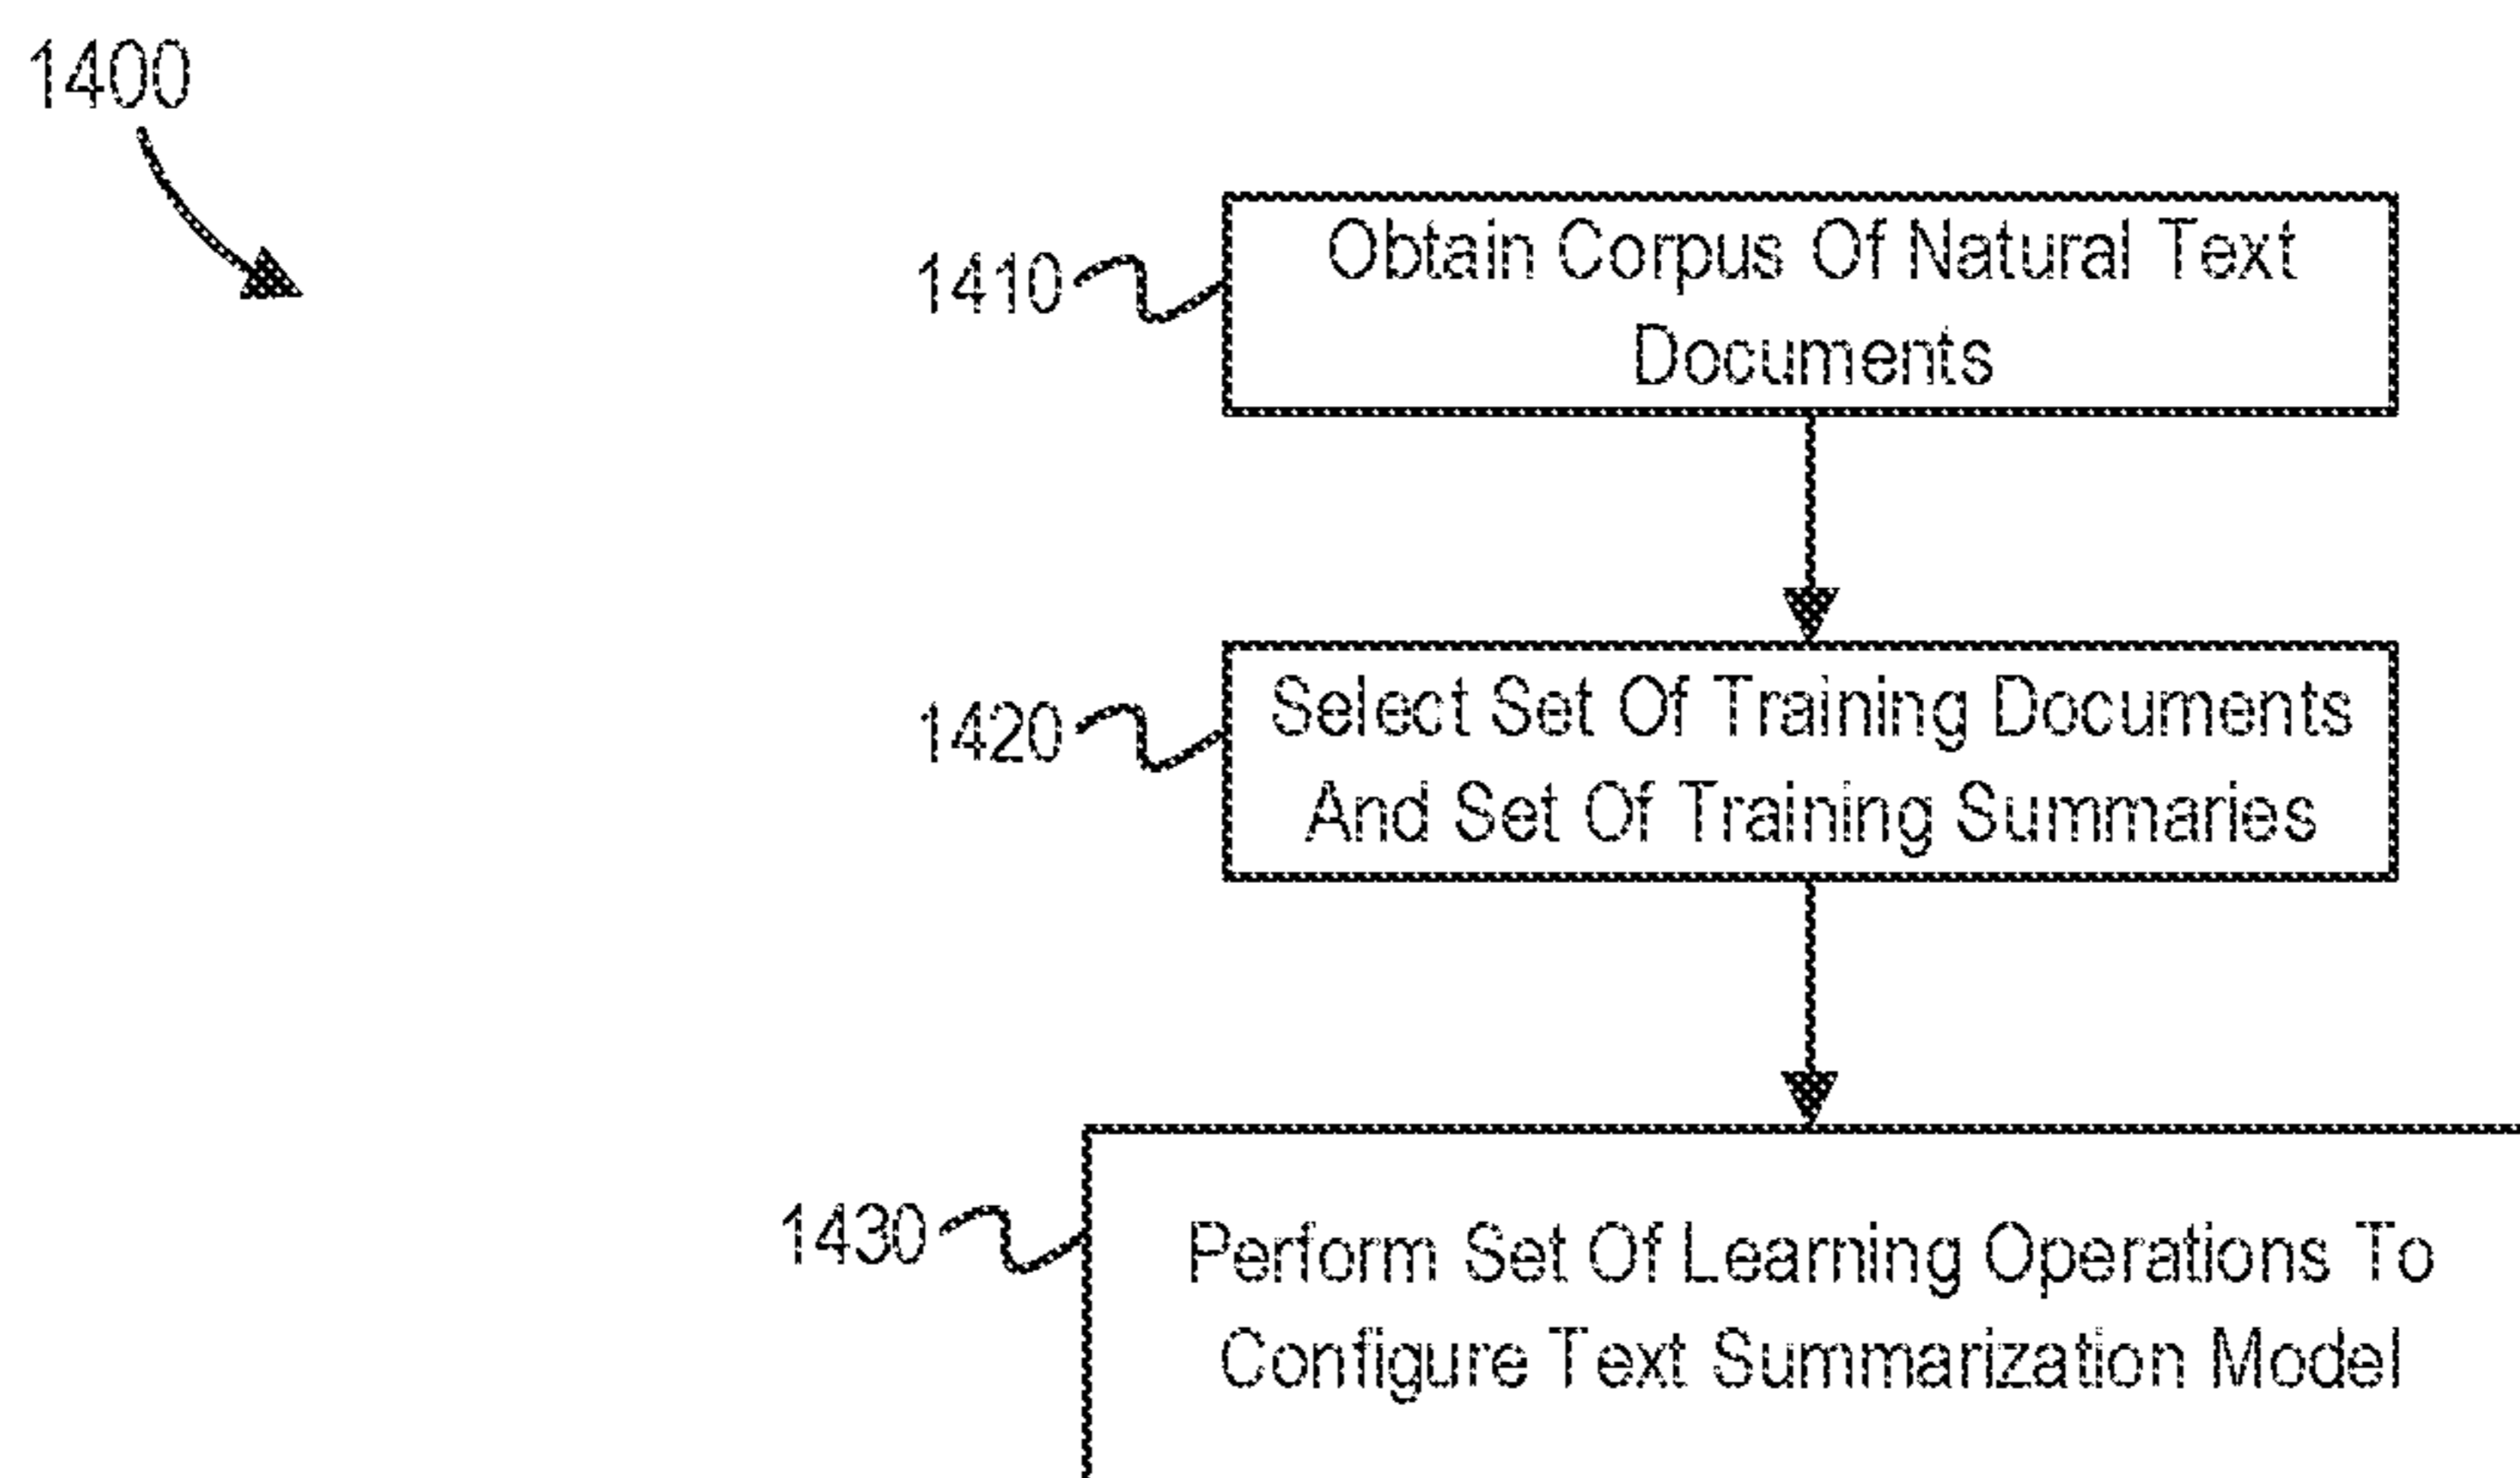 1400
1410
Obtain Corpus Of Natural Text
Documents
1420
Select Set Of Training Documents
And Set Of Training Summaries
1430
Perform Set Of Learning Operations To
Configure Text Summarization Model